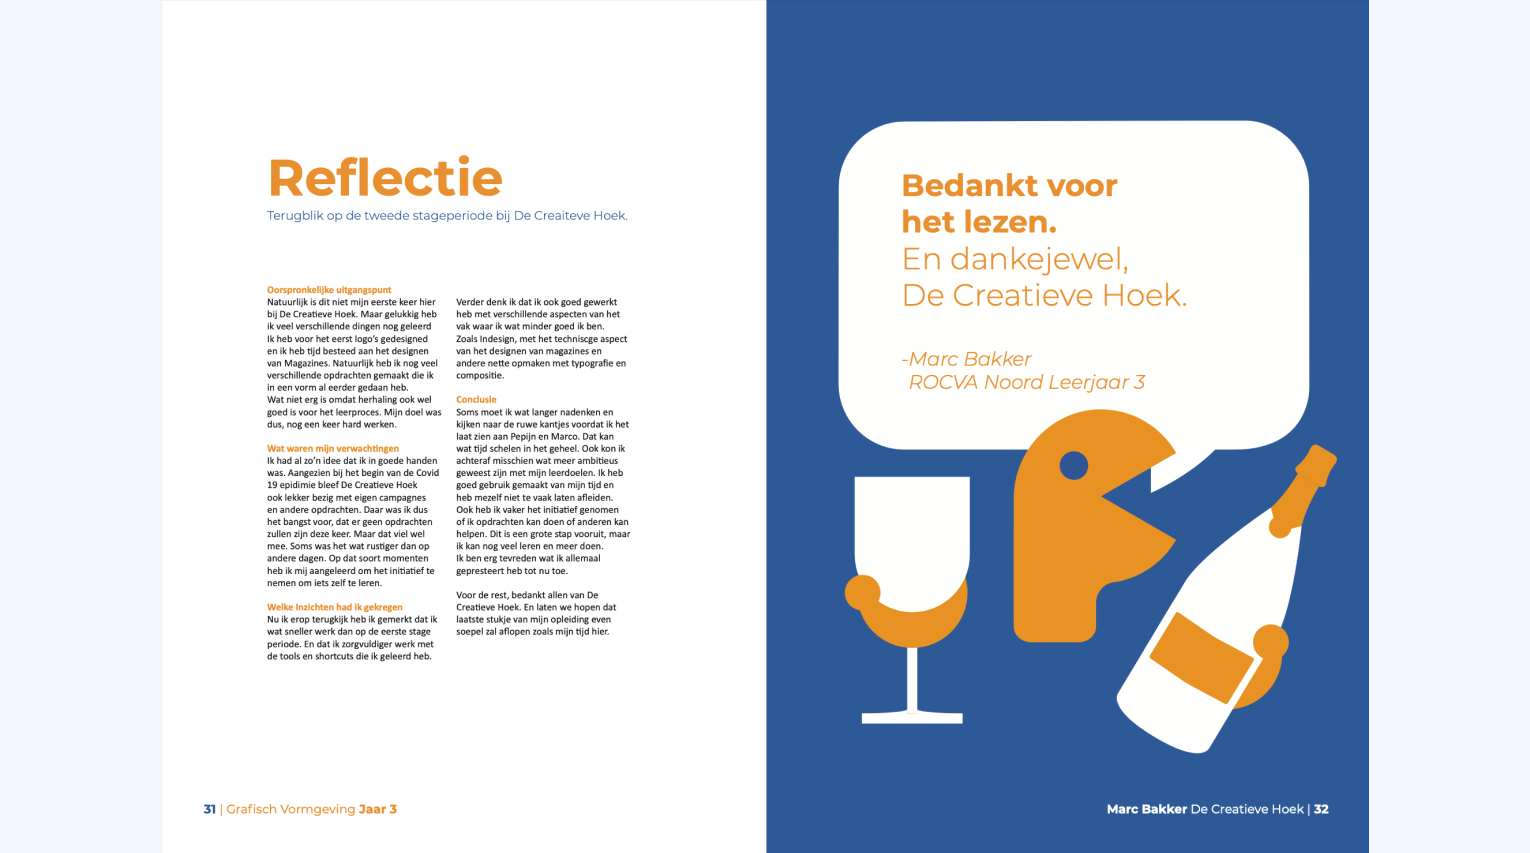 Reflectie
Terugblik op de tweede stageperiode bij De Creaiteve Hoek.
Oorspronkelijke uitgangspunt
Natuurlijk is dit niet mijn eerste keer hier
bij De Creatieve Hoek. Maar gelukkig heb
ik veel verschillende dingen nog geleerd
Ik heb voor het eerst logo's gedesigned
en ik heb tijd besteed aan het designen
van Magazines. Natuurlijk heb ik nog veel
verschillende opdrachten gemaakt die ik
in een vorm al eerder gedaan heb.
Wat niet erg is omdat herhaling ook wel
goed is voor het leerproces. Mijn doel was
dus, nog een keer hard werken.
Wat waren mijn verwachtingen
Ik had al zo'n idee dat ik in goede handen
was. Aangezien bij het begin van de Covid
19 epidimie bleef De Creatieve Hoek
ook lekker bezig met eigen campagnes
en andere opdrachten. Daar was ik dus
het bangst voor, dat er geen opdrachten
zullen zijn deze keer. Maar dat viel wel
mee. Soms was het wat rustiger dan op
andere dagen. Op dat soort momenten
heb ik mij aangeleerd om het initiatief te
nemen om iets zelf te leren.
Welke Inzichten had ik gekregen
Nu ik erop terugkijk heb ik gemerkt dat ik
wat sneller werk dan op de eerste stage
periode. En dat ik zorgvuldiger werk met
de tools en shortcuts die ik geleerd heb.
Verder denk ik dat ik ook goed gewerkt
heb met verschillende aspecten van het
vak waar ik wat minder goed ik ben.
Zoals Indesign, met het techniscge aspect
van het designen van magazines en
andere nette opmaken met typografie en
compositie.
Conclusie
Soms moet ik wat langer nadenken en
kijken naar de ruwe kantjes voordat ik het
laat zien aan Pepijn en Marco. Dat kan
wat tijd schelen in het geheel. Ook kon ik
achteraf misschien wat meer ambitieus
geweest zijn met mijn leerdoelen. Ik heb
goed gebruik gemaakt van mijn tijd en
heb mezelf niet te vaak laten afleiden.
Ook heb ik vaker het initiatief genomen
of ik opdrachten kan doen of anderen kan
helpen. Dit is een grote stap vooruit, maar
ik kan nog veel leren en meer doen.
Ik ben erg tevreden wat ik allemaal
gepresteert heb tot nu toe.
Voor de rest, bedankt allen van De
Creatieve Hoek. En laten we hopen dat
laatste stukje van mijn opleiding even
soepel zal aflopen zoals mijn tijd hier.
31 | Grafisch Vormgeving Jaar 3
Bedankt voor
het lezen.
En dankejewel,
De Creatieve Hoek.
-Marc Bakker
ROCVA Noord Leerjaar 3
Marc Bakker De Creatieve Hoek | 32